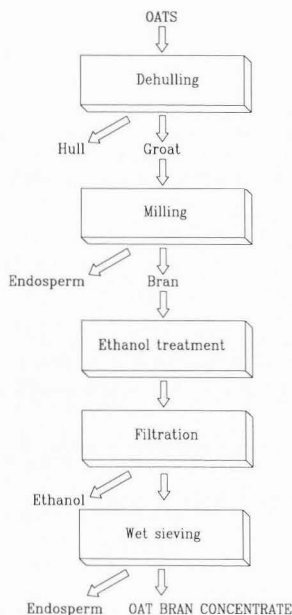 OATS
Dehulling
Hull Groat
Milling
Endosperm Bran
Ethanol treatment
Filtration
Ethanol
Wet sieving
Endosperm OAT BRAN CONCENTRATE